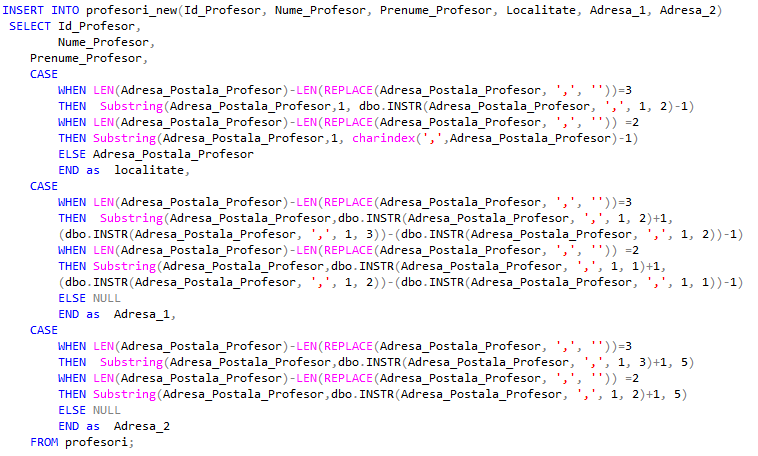 INSERT INTO profesori_new(Id_Profesor, Nume_Profesor, Prenume_Profesor, Localitate, Adresa_1, Adresa_2)
SELECT Id_Profesor,
Nume_Profesor,
Prenume_Profesor,
CASE
WHEN LEN(Adresa_Postala_Profesor)-LEN(REPLACE(Adresa_Postala_Profesor, ',', ''))=3
THEN  Substring(Adresa_Postala_Profesor,1, dbo.INSTR(Adresa_Postala_Profesor, ',', 1, 2)-1)
WHEN LEN(Adresa_Postala_Profesor)-LEN(REPLACE(Adresa_Postala_Profesor, ',', '')) =2
THEN Substring(Adresa_Postala_Profesor,1, charindex(',',Adresa_Postala_Profesor)-1)
ELSE Adresa_Postala_Profesor
END as  localitate,
CASE
WHEN LEN(Adresa_Postala_Profesor)-LEN(REPLACE(Adresa_Postala_Profesor, ',', ''))=3
THEN  Substring(Adresa_Postala_Profesor,dbo.INSTR(Adresa_Postala_Profesor, ',', 1, 2)+1,
(dbo.INSTR(Adresa_Postala_Profesor, ',', 1, 3))-(dbo.INSTR(Adresa_Postala_Profesor, ',', 1, 2))-1)
WHEN LEN(Adresa_Postala_Profesor)-LEN(REPLACE(Adresa_Postala_Profesor, ',', '')) =2
THEN Substring(Adresa_Postala_Profesor,dbo.INSTR(Adresa_Postala_Profesor, ',', 1, 1)+1,
(dbo.INSTR(Adresa_Postala_Profesor, ',', 1, 2))-(dbo.INSTR(Adresa_Postala_Profesor, ',', 1, 1))-1)
ELSE NULL
END as  Adresa_1,
CASE
WHEN LEN(Adresa_Postala_Profesor)-LEN(REPLACE(Adresa_Postala_Profesor, ',', ''))=3
THEN  Substring(Adresa_Postala_Profesor,dbo.INSTR(Adresa_Postala_Profesor, ',', 1, 3)+1, 5)
WHEN LEN(Adresa_Postala_Profesor)-LEN(REPLACE(Adresa_Postala_Profesor, ',', '')) =2
THEN Substring(Adresa_Postala_Profesor,dbo.INSTR(Adresa_Postala_Profesor, ',', 1, 2)+1, 5)
ELSE NULL
END as  Adresa_2
FROM profesori;